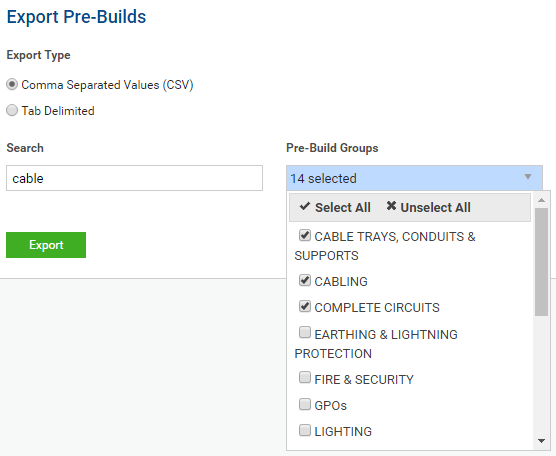 Export Pre-Builds
Export Type
Comma Separated Values (CSV)
Tab Delimited
Search
Pre-Build Groups
cable
14 selected
Select All Unselect All
CABLE TRAYS, CONDUITS &
SUPPORTS
CABLING
COMPLETE CIRCUITS
EARTHING & LIGHTNING
PROTECTION
FIRE & SECURITY
GPOs
LIGHTING
Export